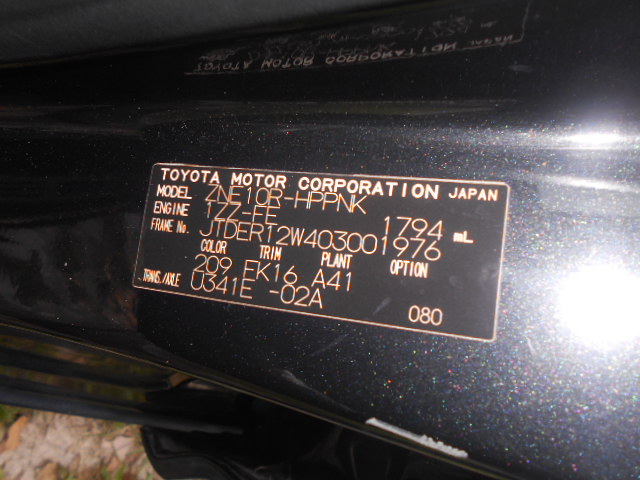 TOYOTA MOTOR CORPORATION JAPAN
MODEL ZNE10R-HPPNK
ENGINE 1ZZ-FE 1794 mL
FRAME No. JTDER12W403001976
COLOR TRIM PLANT OPTION
209 FK16 A41
TRANS./AXLE U341E -02A
080